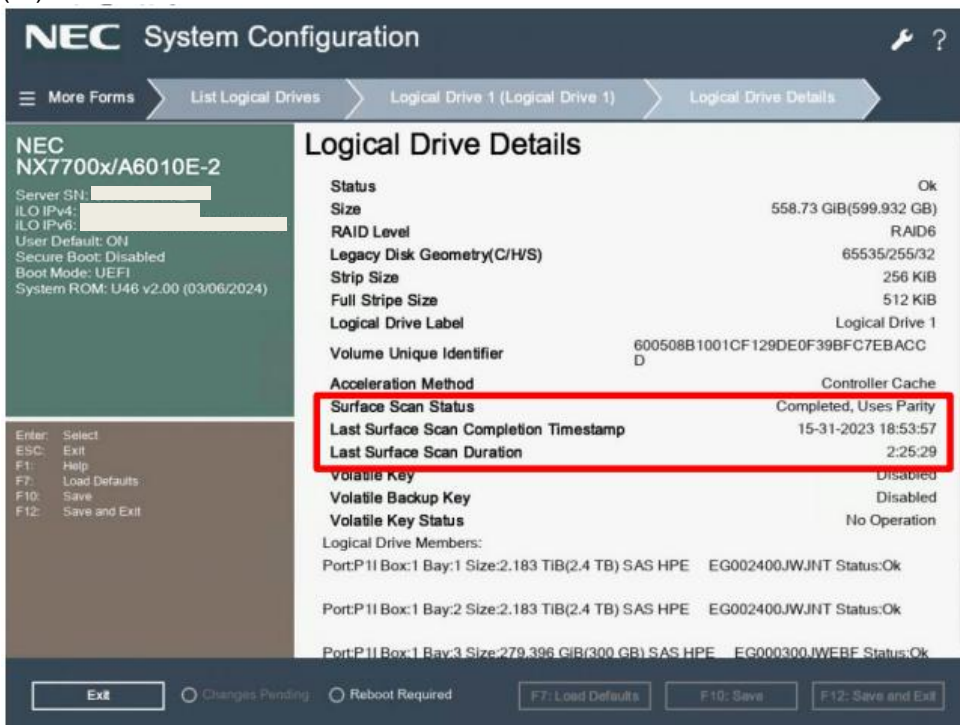 NEC System Configuration
?
More Forms
List Logical Drives
Logical Drive 1 (Logical Drive 1)
Logical Drive Details
NEC
NX7700x/A6010E-2
Server SN:
iLO IPv4:
iLO IPv6:
User Default: ON
Secure Boot: Disabled
Boot Mode: UEFI
System ROM: U46 v2.00 (03/06/2024)
Enter: Select
ESC: Exit
F1: Help
F7: Load Defaults
F10: Save
F12: Save and Exit
Logical Drive Details
Status Ok
Size 558.73 GiB(599.932 GB)
RAID Level RAID6
Legacy Disk Geometry(C/H/S) 65535/255/32
Strip Size 256 KiB
Full Stripe Size 512 KiB
Logical Drive Label Logical Drive 1
Volume Unique Identifier 600508B1001CF129DE0F39BFC7EBACC
D
Acceleration Method Controller Cache
Surface Scan Status Completed, Uses Parity
Last Surface Scan Completion Timestamp 15-31-2023 18:53:57
Last Surface Scan Duration 2:25:29
Volatile Key Disabled
Volatile Backup Key Disabled
Volatile Key Status No Operation
Logical Drive Members:
Port:P1I Box:1 Bay:1 Size:2.183 TiB(2.4 TB) SAS HPE EG002400JWJNT Status:Ok
Port:P1I Box:1 Bay:2 Size:2.183 TiB(2.4 TB) SAS HPE EG002400JWJNT Status:Ok
Port:P1I Box:1 Bay:3 Size:279.396 GiB(300 GB) SAS HPE EG000300JWEBF Status:Ok
Exit
Changes Pending
Reboot Required
F7: Load Defaults
F10: Save
F12: Save and Exit